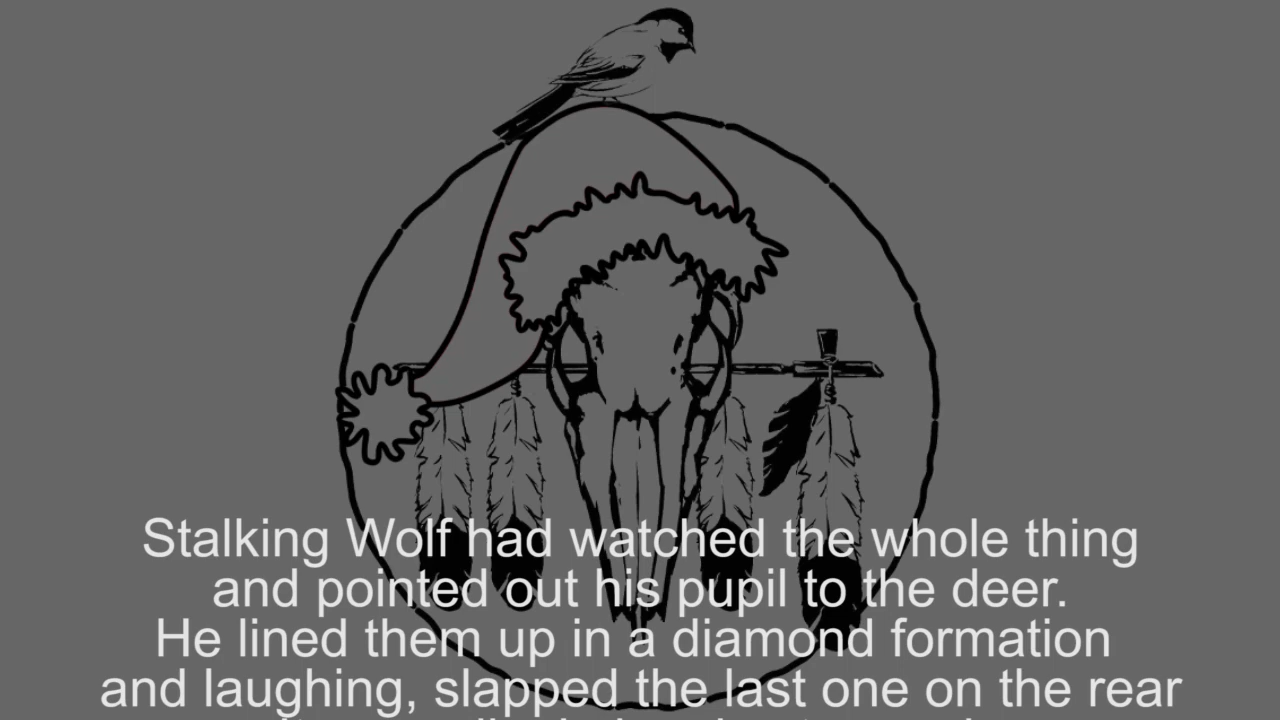 Stalking Wolf had watched the whole thing
and pointed out his pupil to the deer.
He lined them up in a diamond formation
and laughing, slapped the last one on the rear